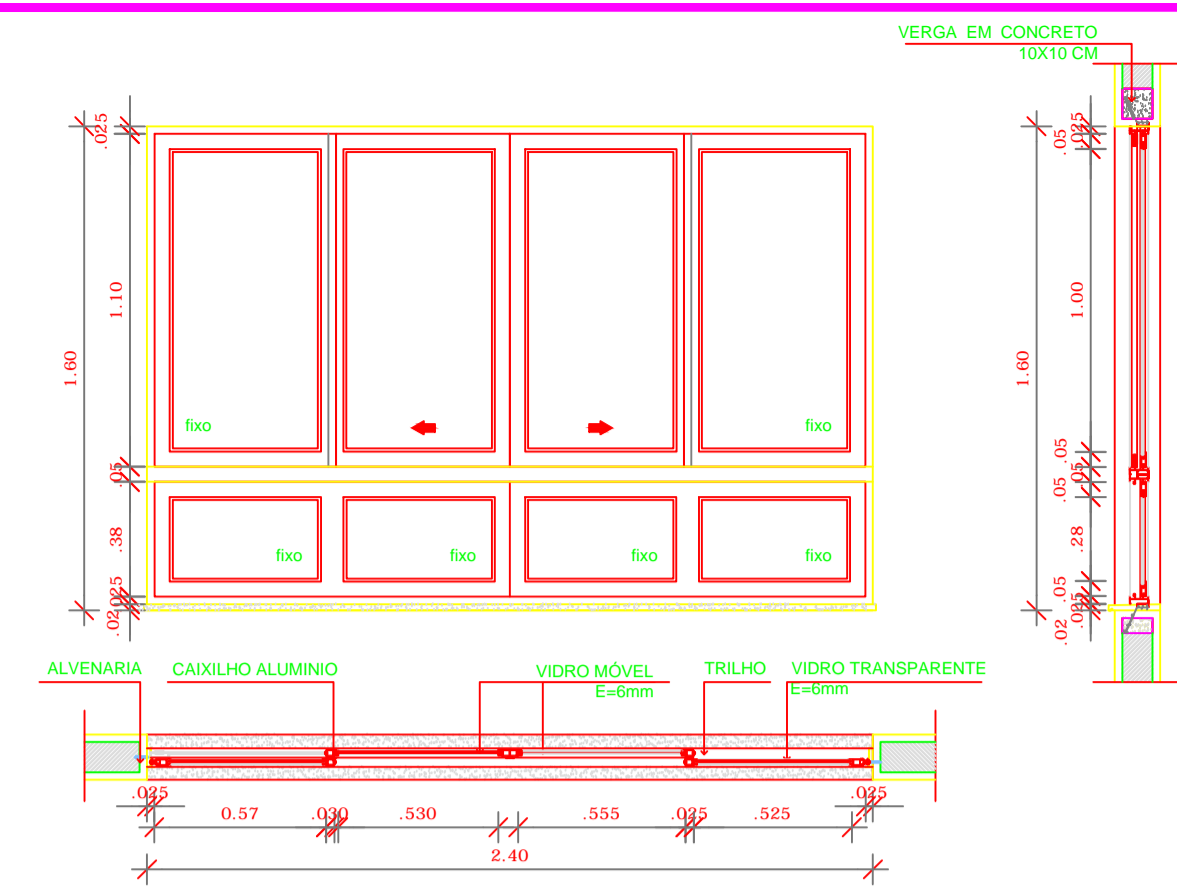 VERGA EM CONCRETO
10X10 CM
.025
1.10
1.60
.05
.38
.025
.02
fixo
fixo
fixo
fixo
fixo
fixo
.025
.05
1.00
1.60
.05
.05
.05
.28
.05
.025
.02
ALVENARIA
CAIXILHO ALUMINIO
VIDRO MÓVEL
E=6mm
TRILHO
VIDRO TRANSPARENTE
E=6mm
.025
0.57
.030
.530
.555
.025
.525
.025
2.40